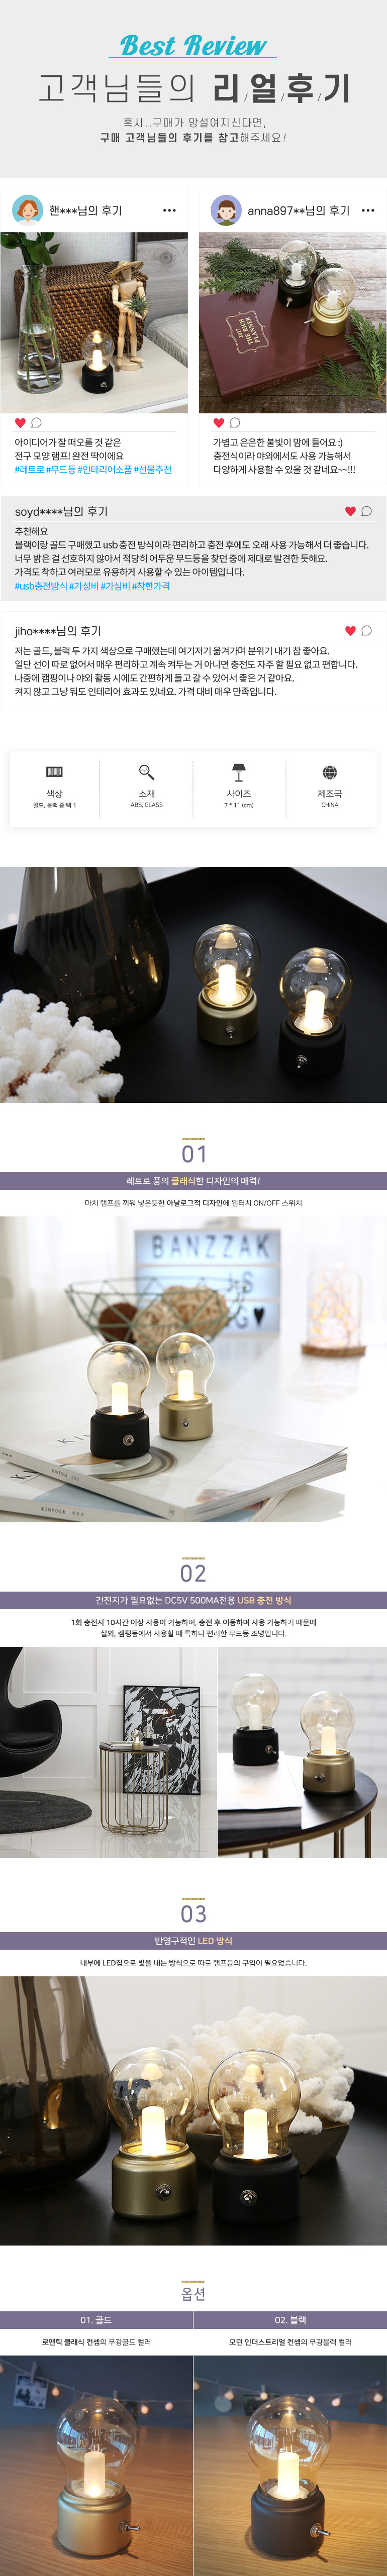 Best Review
고객님들의 리/얼/후/기
혹시..구매가 망설여지신다면,
구매 고객님들의 후기를 참고해주세요!
핸***님의 후기
아이디어가 잘 떠오를 것 같은
전구 모양 램프! 완전 딱이에요
#레트로 #무드등 #인테리어소품 #선물추천
anna897**님의 후기
THE BASIC
PLANNER
가볍고 은은한 불빛이 맘에 들어요 :)
충전식이라 야외에서도 사용 가능해서
다양하게 사용할 수 있을 것 같네요~~!!!
soyd****님의 후기
추천해요
블랙이랑 골드 구매했고 usb 충전 방식이라 편리하고 충전 후에도 오래 사용 가능해서 더 좋습니다.
너무 밝은 걸 선호하지 않아서 적당히 어두운 무드등을 찾던 중에 제대로 발견한 듯해요.
가격도 착하고 여러모로 유용하게 사용할 수 있는 아이템입니다.
#usb충전방식 #가성비 #가심비 #착한가격
jiho****님의 후기
저는 골드, 블랙 두 가지 색상으로 구매했는데 여기저기 옮겨가며 분위기 내기 참 좋아요.
일단 선이 따로 없어서 매우 편리하고 계속 켜두는 거 아니면 충전도 자주 할 필요 없고 편합니다.
나중에 캠핑이나 야외 활동 시에도 간편하게 들고 갈 수 있어서 좋은 거 같아요.
켜지 않고 그냥 둬도 인테리어 효과도 있네요. 가격 대비 매우 만족입니다.
색상
골드, 블랙 중 택 1
소재
ABS, GLASS
사이즈
7 * 11 (cm)
제조국
CHINA
01
레트로 풍의 클래식한 디자인의 매력!
마치 램프를 끼워 넣은듯한 아날로그적 디자인에 원터치 ON/OFF 스위치
BANZZAK
KINFOLK
02
건전지가 필요없는 DC5V 500MA전용 USB 충전 방식
1회 충전시 10시간 이상 사용이 가능하며, 충전 후 이동하며 사용 가능하기 때문에
실외, 캠핑등에서 사용할 때 특히나 편리한 무드등 조명입니다.
03
반영구적인 LED 방식
내부에 LED칩으로 빛을 내는 방식으로 따로 램프등의 구입이 필요없습니다.
옵션
01. 골드
로맨틱 클래식 컨셉의 무광골드 컬러
02. 블랙
모던 인더스트리얼 컨셉의 무광블랙 컬러